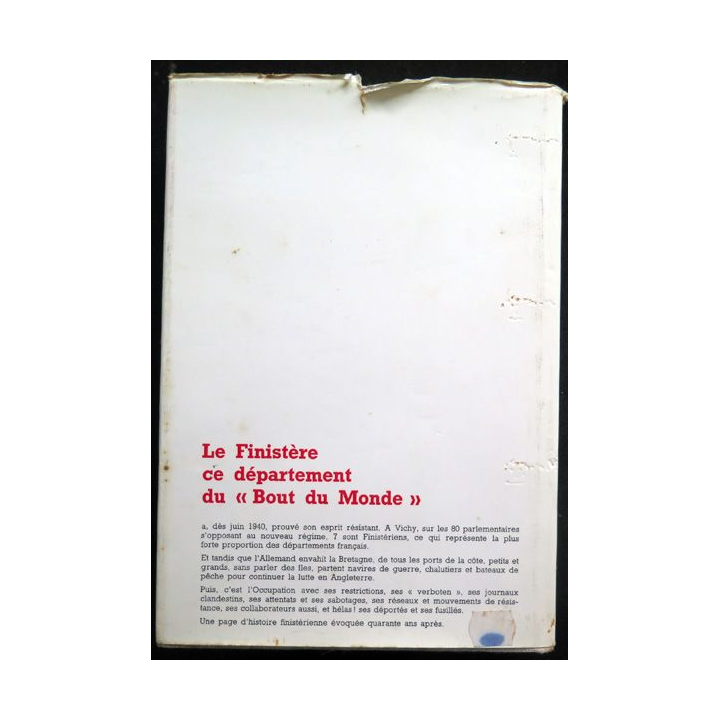 Le Finistère
ce département
du « Bout du Monde »
a, dès juin 1940, prouvé son esprit résistant. A Vichy, sur les 80 parlementaires
s'opposant au nouveau régime, 7 sont Finistériens, ce qui représente la plus
forte proportion des départements français.
Et tandis que l'Allemand envahit la Bretagne, de tous les ports de la côte, petits et
grands, sans parler des îles, partent navires de guerre, chalutiers et bateaux de
pêche pour continuer la lutte en Angleterre.
Puis, c'est l'Occupation avec ses restrictions, ses « verboten », ses journaux
clandestins, ses attentats et ses sabotages, ses réseaux et mouvements de résis-
tance, ses collaborateurs aussi, et hélas! ses déportés et ses fusillés.
Une page d'histoire finistérienne évoquée quarante ans après.